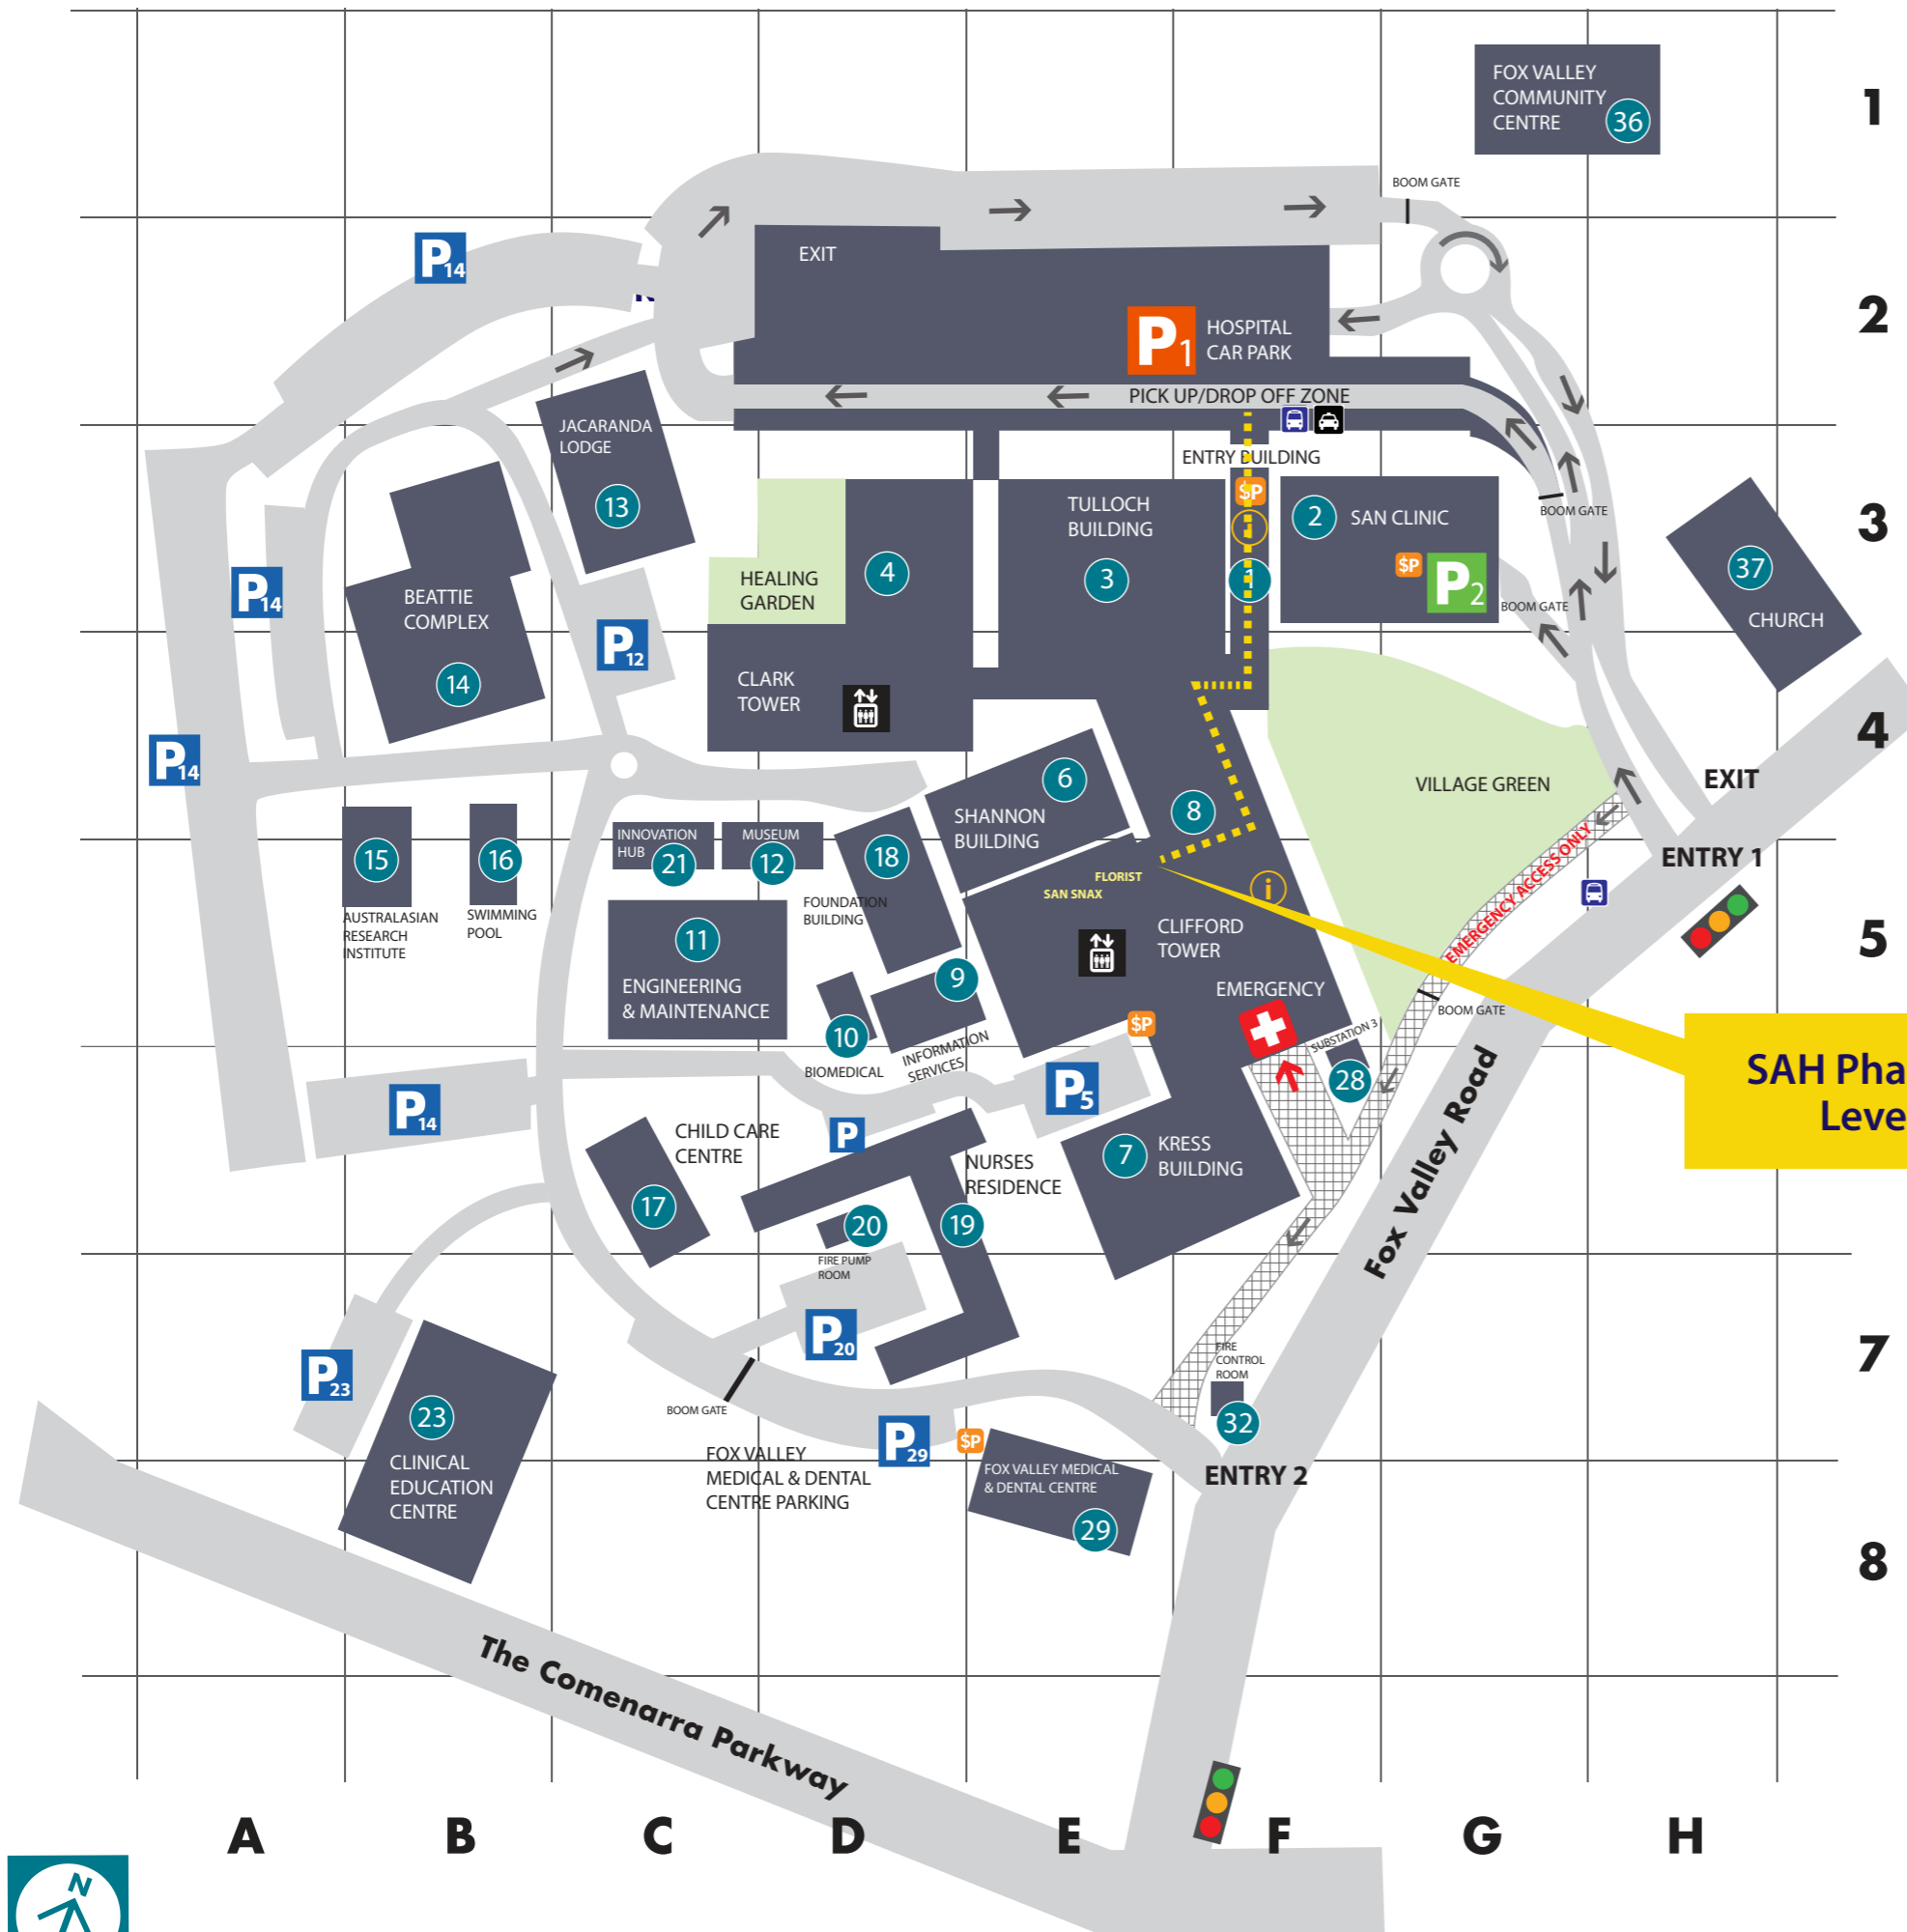 1
FOX VALLEY
COMMUNITY
CENTRE
36
BOOM GATE
P14
EXIT
2
P1
HOSPITAL
CAR PARK
PICK UP/DROP OFF ZONE
JACARANDA
LODGE
13
ENTRY BUILDING
$P
i
1
TULLOCH
BUILDING
3
2
SAN CLINIC
$P
P2
BOOM GATE
BOOM GATE
3
37
CHURCH
4
HEALING
GARDEN
P14
BEATTIE
COMPLEX
14
P12
CLARK
TOWER
P14
4
VILLAGE GREEN
EXIT
6
SHANNON
BUILDING
8
ENTRY 1
INNOVATION
HUB
21
MUSEUM
12
18
15
16
AUSTRALASIAN
RESEARCH
INSTITUTE
SWIMMING
POOL
FOUNDATION
BUILDING
FLORIST
SAN SNAX
i
EMERGENCY ACCESS ONLY
5
11
ENGINEERING
& MAINTENANCE
CLIFFORD
TOWER
9
10
BIOMEDICAL
INFORMATION
SERVICES
EMERGENCY
$P
SUBSTATION 3
28
BOOM GATE
SAH Pha
Leve
P14
P5
P
CHILD CARE
CENTRE
17
NURSES
RESIDENCE
19
20
FIRE PUMP
ROOM
7
KRESS
BUILDING
Fox Valley Road
P20
P23
23
CLINICAL
EDUCATION
CENTRE
FIRE
CONTROL
ROOM
32
7
BOOM GATE
P29
$P
FOX VALLEY
MEDICAL & DENTAL
CENTRE PARKING
FOX VALLEY MEDICAL
& DENTAL CENTRE
29
ENTRY 2
8
The Comenarra Parkway
A B C D E F G H
N